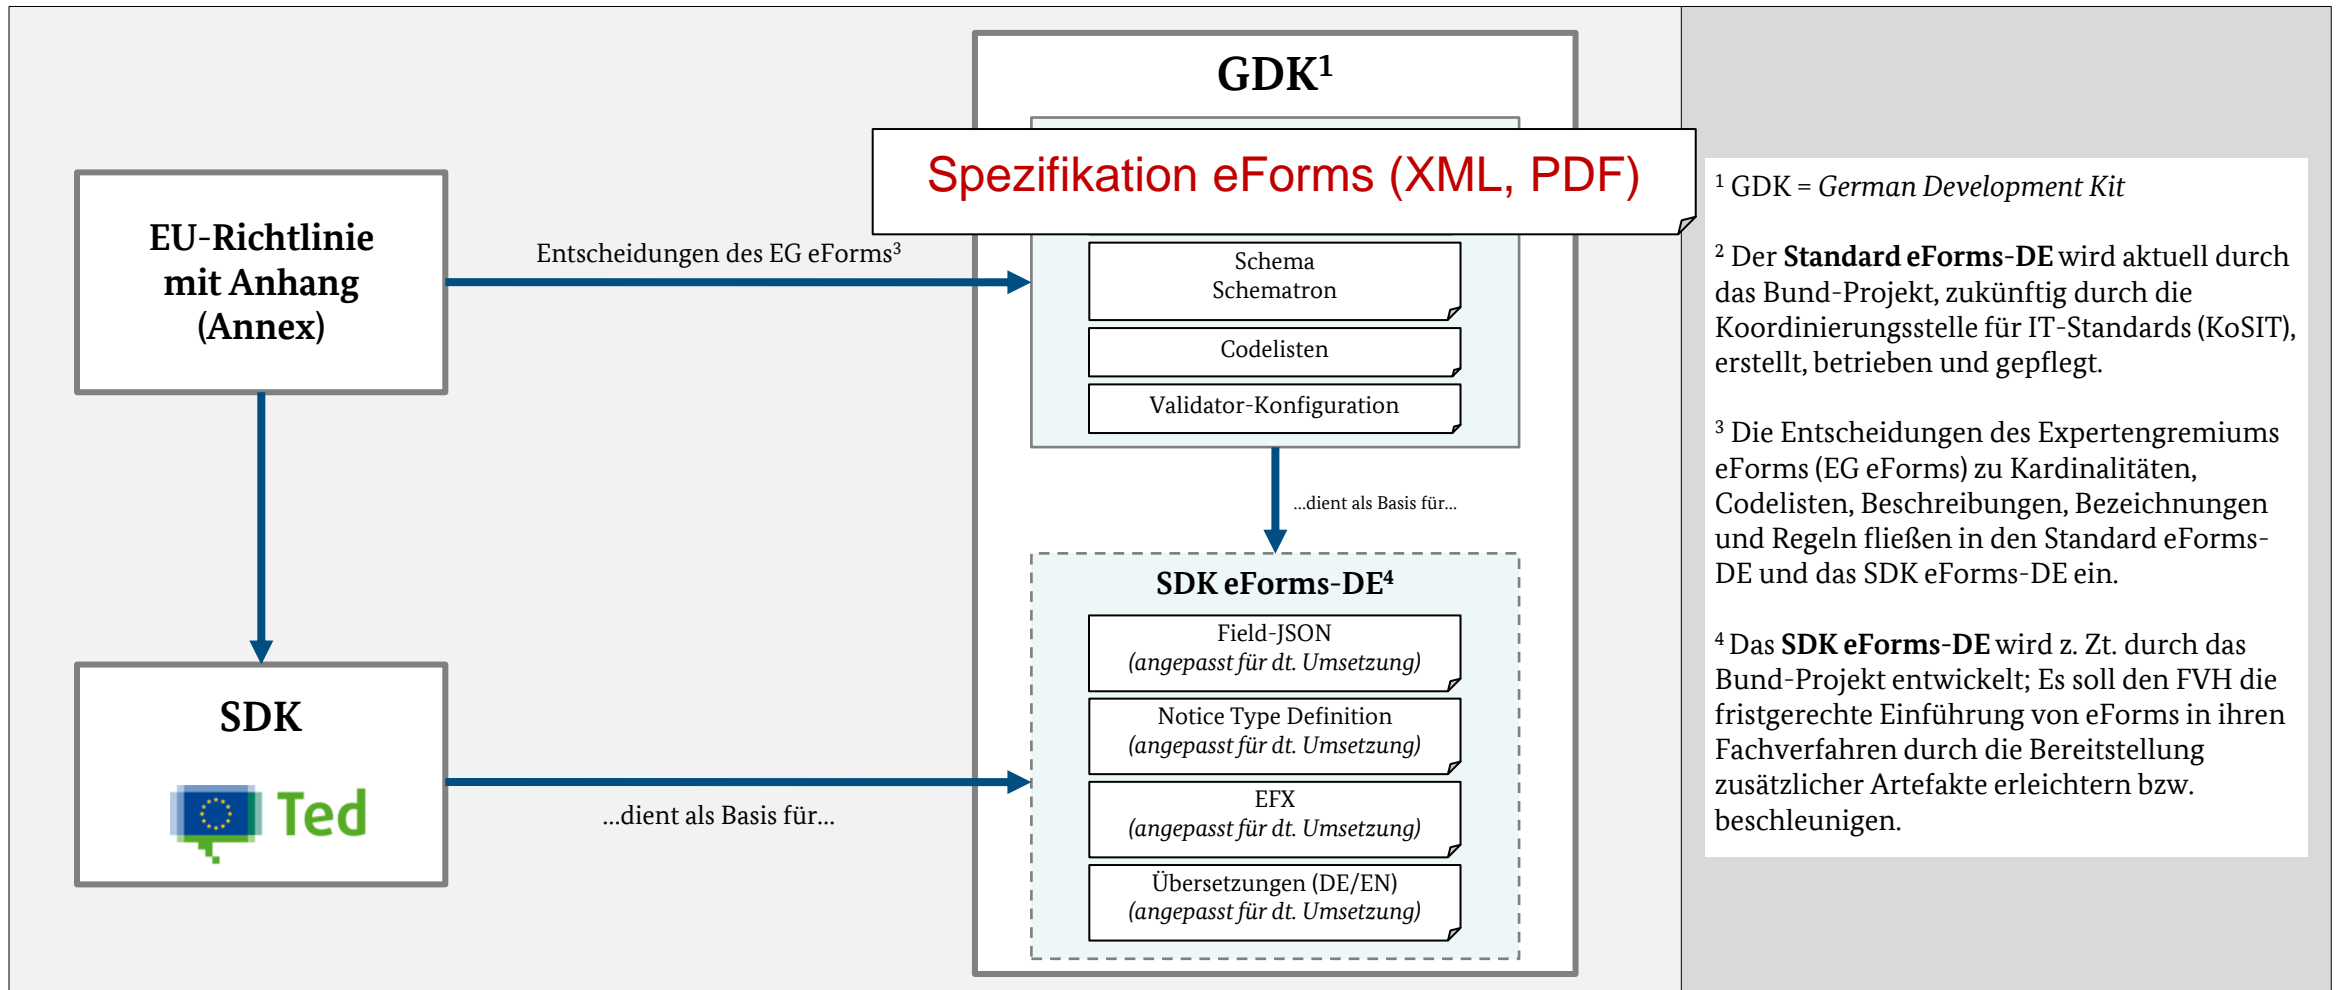 GDK¹
Spezifikation eForms (XML, PDF)
EU-Richtlinie
mit Anhang
(Annex)
Entscheidungen des EG eForms³
Schema
Schematron
Codelisten
Validator-Konfiguration
...dient als Basis für...
SDK eForms-DE⁴
Field-JSON
(angepasst für dt. Umsetzung)
Notice Type Definition
(angepasst für dt. Umsetzung)
EFX
(angepasst für dt. Umsetzung)
Übersetzungen (DE/EN)
(angepasst für dt. Umsetzung)
SDK
Ted
...dient als Basis für...
¹ GDK = German Development Kit
² Der Standard eForms-DE wird aktuell durch
das Bund-Projekt, zukünftig durch die
Koordinierungsstelle für IT-Standards (KoSIT),
erstellt, betrieben und gepflegt.
³ Die Entscheidungen des Expertengremiums
eForms (EG eForms) zu Kardinalitäten,
Codelisten, Beschreibungen, Bezeichnungen
und Regeln fließen in den Standard eForms-
DE und das SDK eForms-DE ein.
⁴ Das SDK eForms-DE wird z. Zt. durch das
Bund-Projekt entwickelt; Es soll den FVH die
fristgerechte Einführung von eForms in ihren
Fachverfahren durch die Bereitstellung
zusätzlicher Artefakte erleichtern bzw.
beschleunigen.